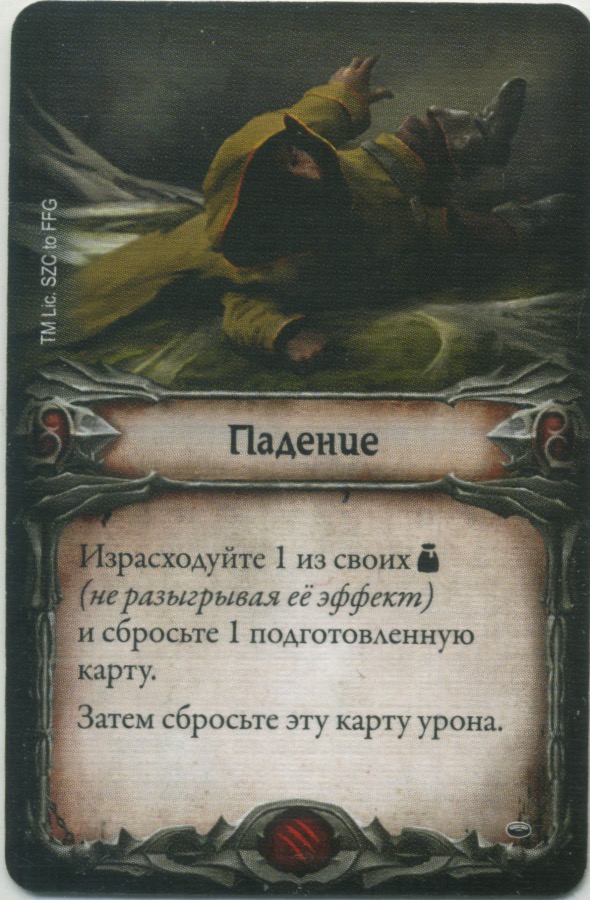 TM Lic. SZC to FFG
Падение
Израсходуйте 1 из своих
(не разыгрывая её эффект)
и сбросьте 1 подготовленную
карту.
Затем сбросьте эту карту урона.